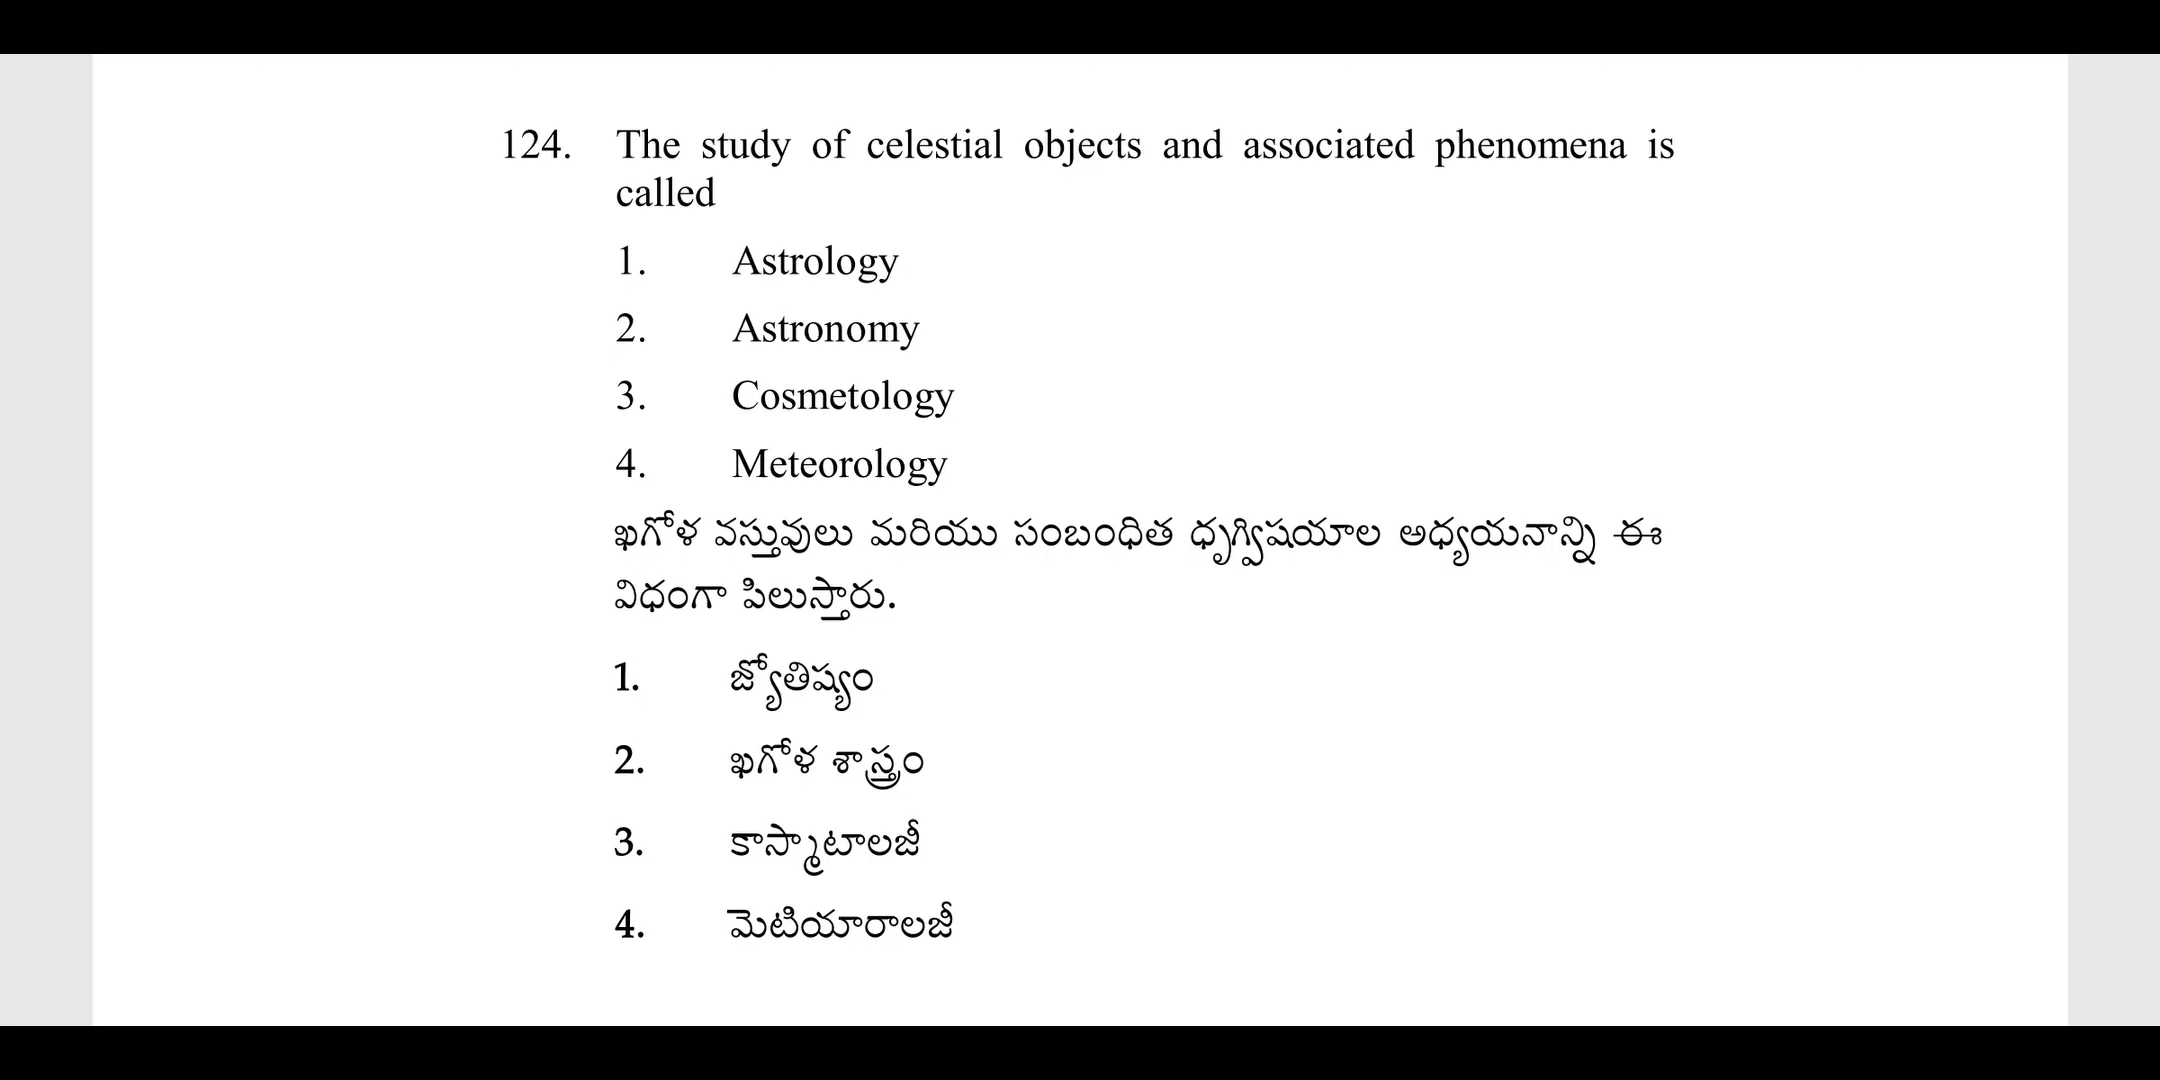 124. The study of celestial objects and associated phenomena is
called
1. Astrology
2. Astronomy
3. Cosmetology
4. Meteorology
ఖగోళ వస్తువులు మరియు సంబంధిత ధృగ్విషయాల అధ్యయనాన్ని ఈ
విధంగా పిలుస్తారు.
1. జ్యోతిష్యం
2. ఖగోళ శాస్త్రం
3. కాస్మాటాలజీ
4. మెటియారాలజీ